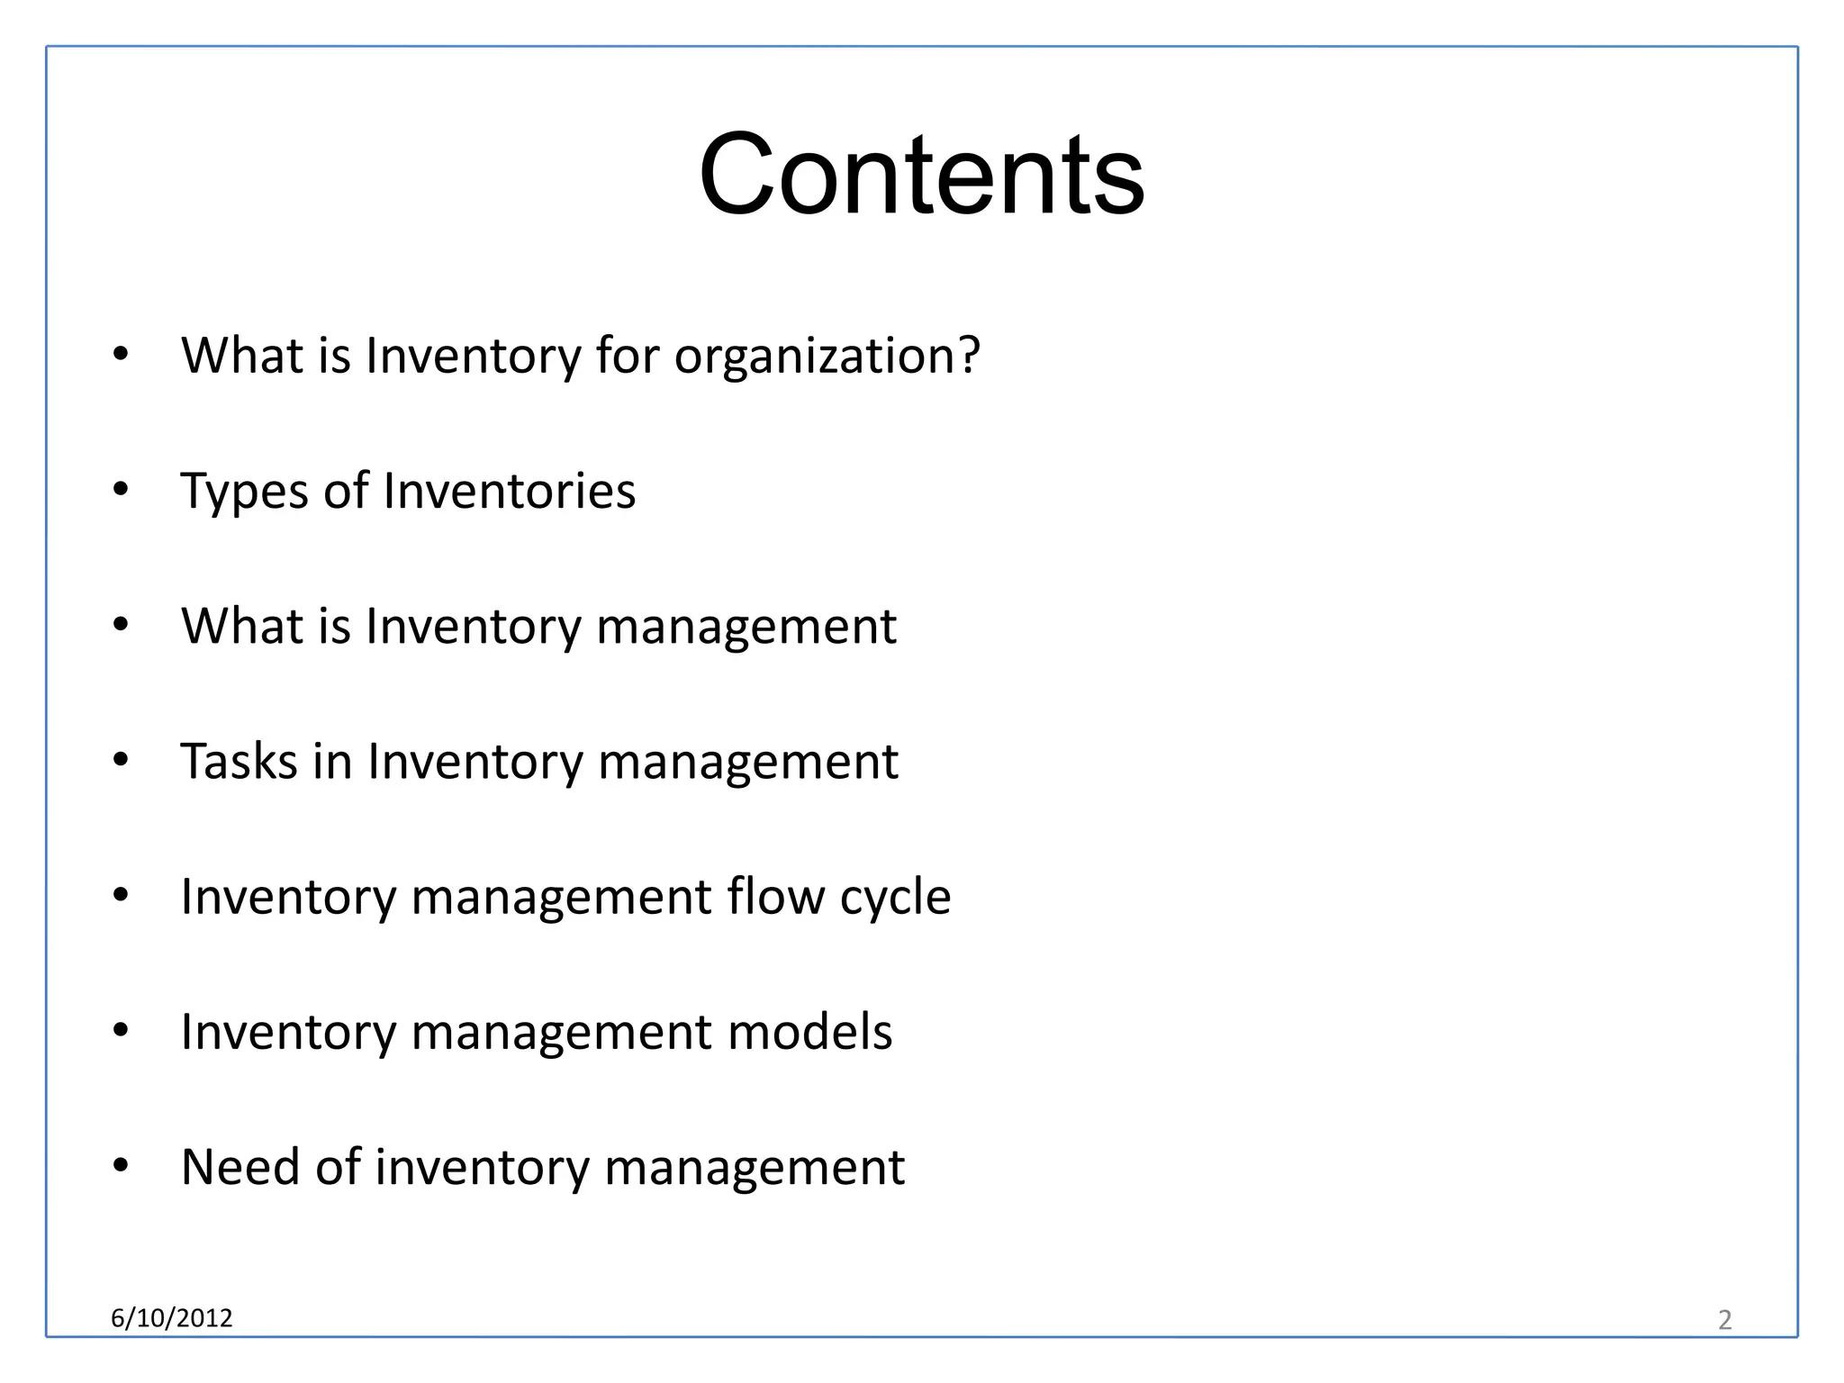 Contents
• What is Inventory for organization?
• Types of Inventories
• What is Inventory management
• Tasks in Inventory management
• Inventory management flow cycle
• Inventory management models
• Need of inventory management
6/10/2012
2